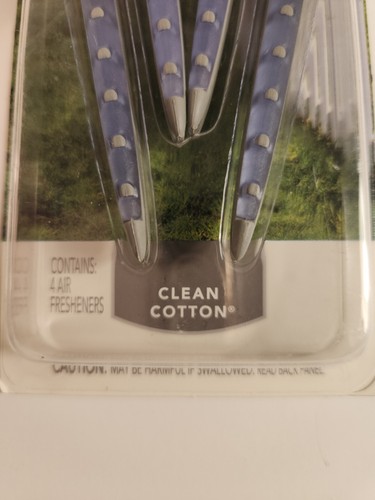 CONTAINS:
4 AIR
FRESHENERS
CLEAN
COTTON®
CAUTION: MAY BE HARMFUL IF SWALLOWED. READ BACK PANEL